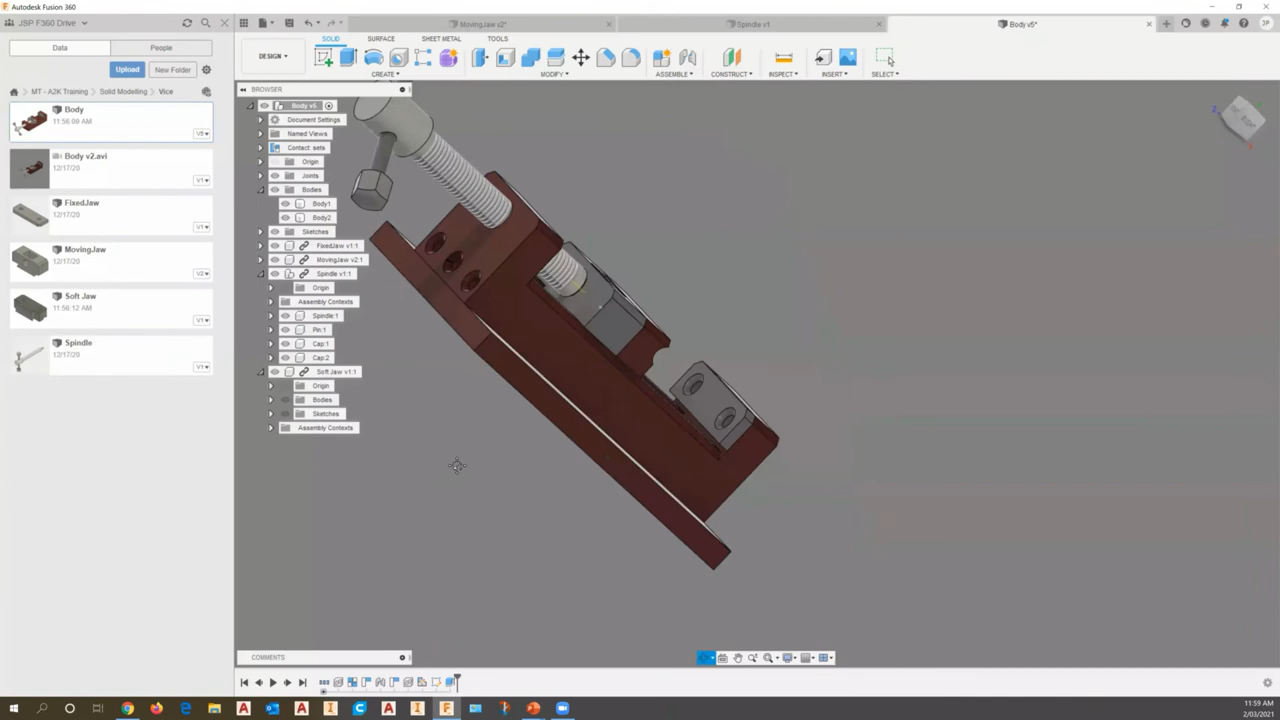 Autodesk Fusion 360
JSP F360 Drive
MovingJaw v2*
Spindle v1
Body v5*
JP
Data
People
SOLID
SURFACE
SHEET METAL
TOOLS
DESIGN
CREATE
MODIFY
ASSEMBLE
CONSTRUCT
INSPECT
INSERT
SELECT
Upload
New Folder
MT - A2K Training
Solid Modelling
Vice
BROWSER
Body v5
Document Settings
Named Views
Contact: sets
Origin
Joints
Bodies
Body1
Body2
Sketches
FixedJaw v1:1
MovingJaw v2:1
Spindle v1:1
Origin
Assembly Contexts
Spindle:1
Pin:1
Cap:1
Cap:2
Soft Jaw v1:1
Origin
Bodies
Sketches
Assembly Contexts
Body
11:56:09 AM
Body v2.avi
12/17/20
V1
FixedJaw
12/17/20
V1
MovingJaw
12/17/20
V2
Soft Jaw
11:56:12 AM
V1
Spindle
12/17/20
V1
Z
COMMENTS
11:59 AM
2/03/2021